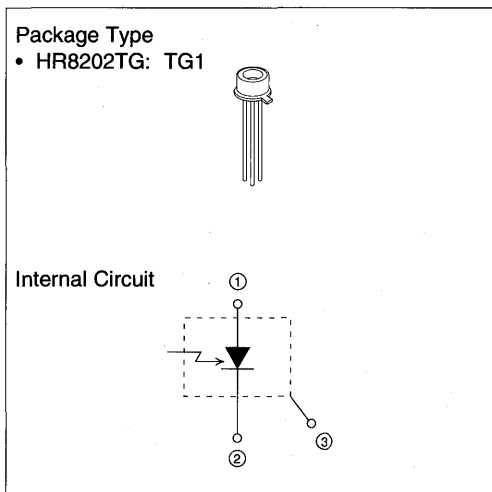 Package Type
• HR8202TG: TG1
Internal Circuit
①
②
③